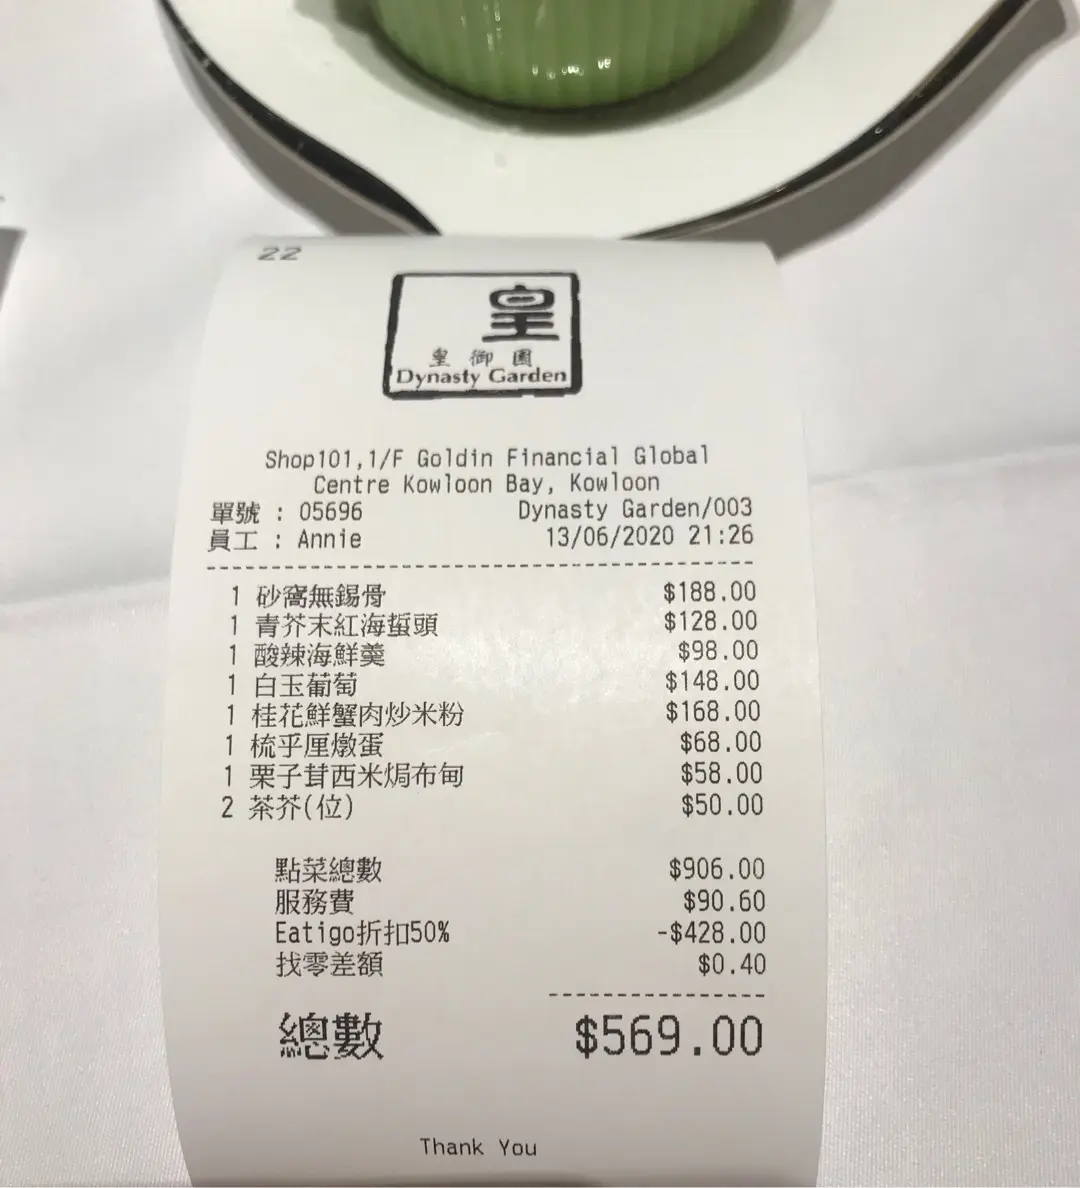 22
皇
皇御園
Dynasty Garden
Shop101,1/F Goldin Financial Global
Centre Kowloon Bay, Kowloon
單號 : 05696 Dynasty Garden/003
員工 : Annie 13/06/2020 21:26
1 砂窩無錫骨 $188.00
1 青芥末紅海蜇頭 $128.00
1 酸辣海鮮羹 $98.00
1 白玉葡萄 $148.00
1 桂花鮮蟹肉炒米粉 $168.00
1 梳乎厘燉蛋 $68.00
1 栗子茸西米焗布甸 $58.00
2 茶芥(位) $50.00
點菜總數 $906.00
服務費 $90.60
Eatigo折扣50% -$428.00
找零差額 $0.40
總數 $569.00
Thank You